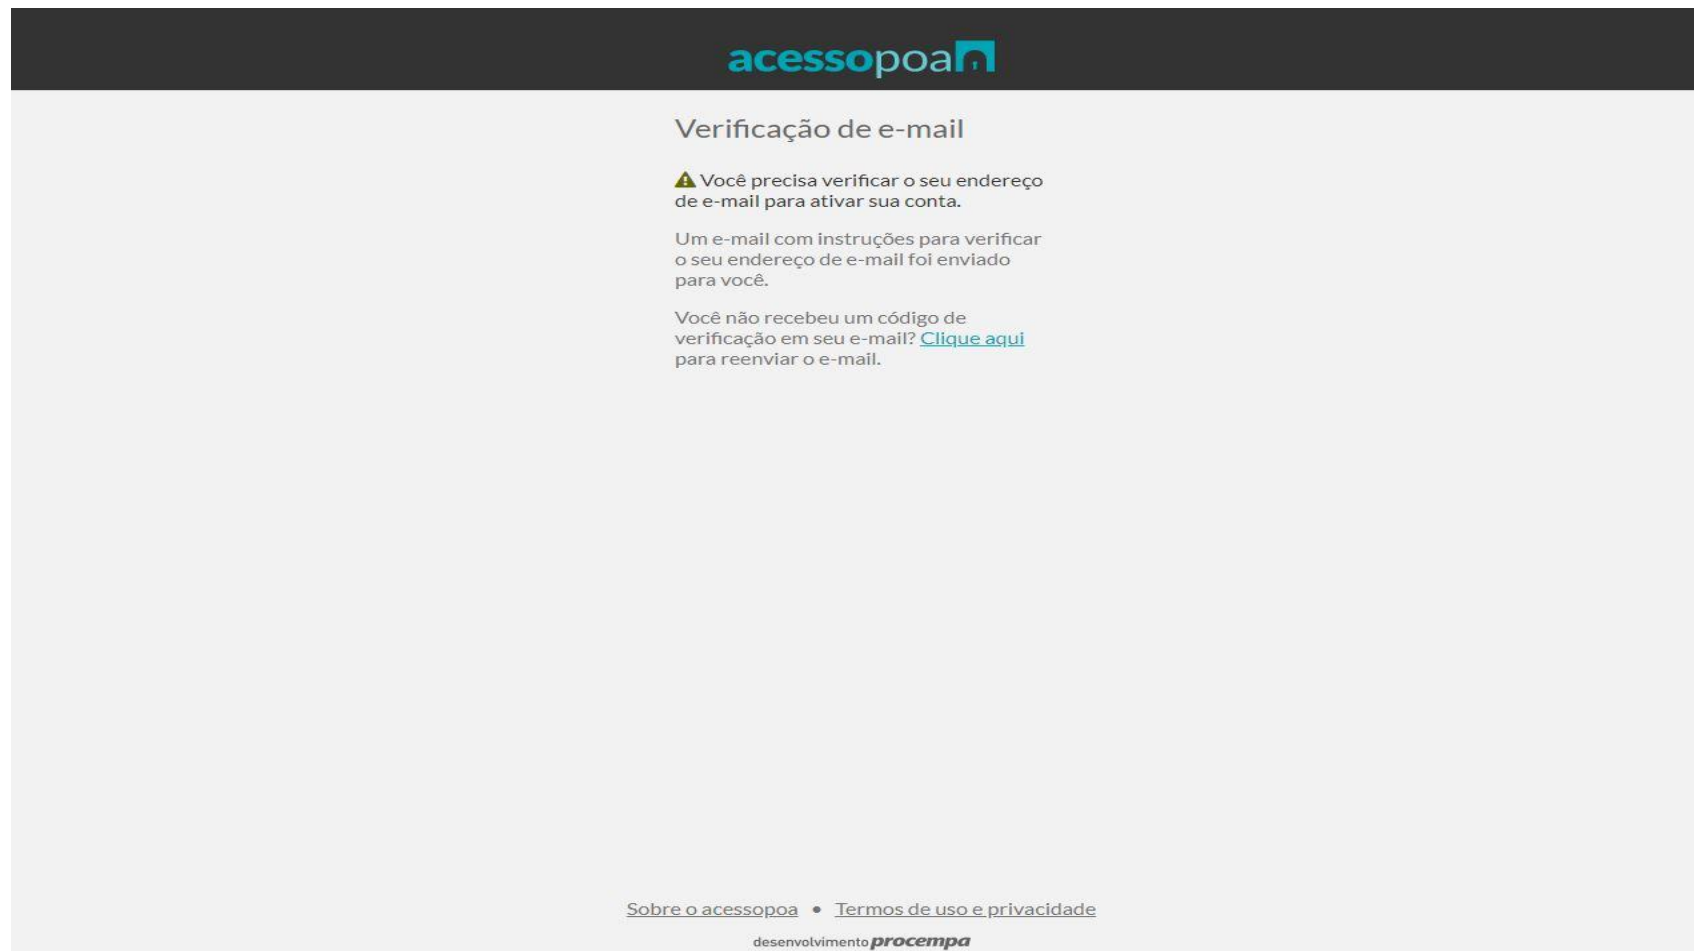 acessopoa
Verificação de e-mail
Você precisa verificar o seu endereço
de e-mail para ativar sua conta.
Um e-mail com instruções para verificar
o seu endereço de e-mail foi enviado
para você.
Você não recebeu um código de
verificação em seu e-mail? Clique aqui
para reenviar o e-mail.
Sobre o acessopoa • Termos de uso e privacidade
desenvolvimento procempa